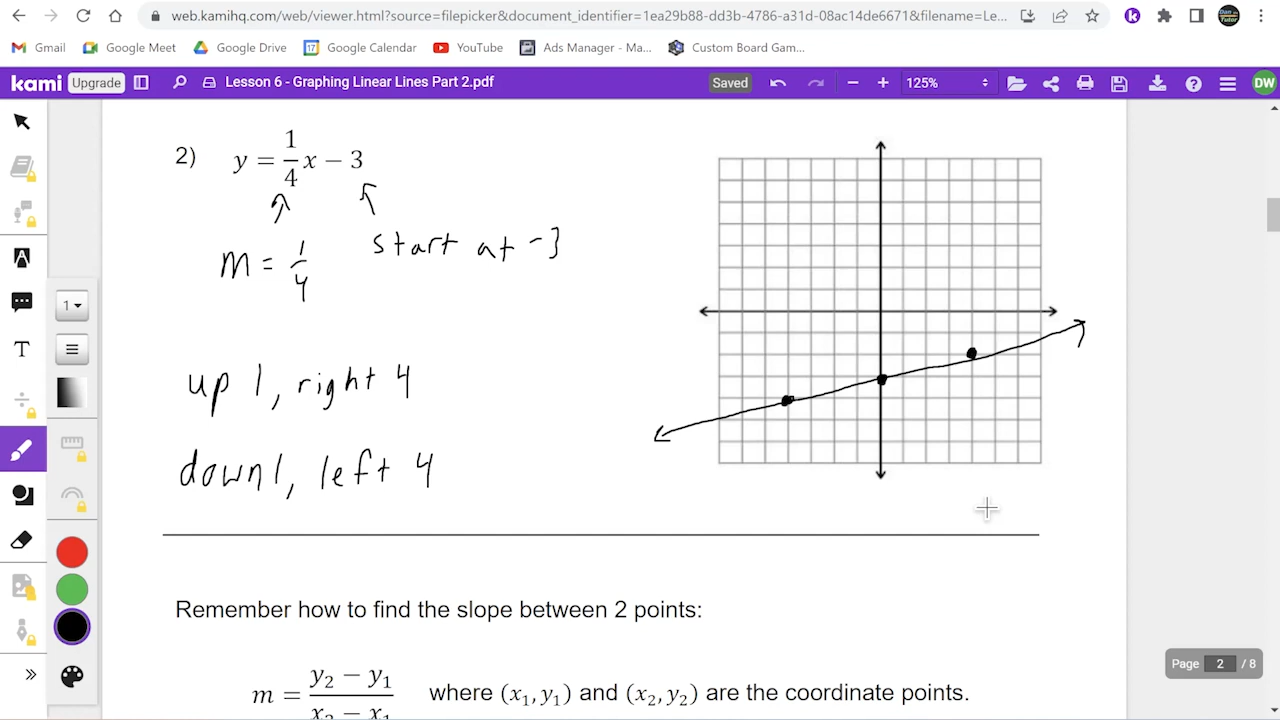 web.kamihq.com/web/viewer.html?source=filepicker&document_identifier=1ea29b88-dd3b-4786-a31d-08ac14de6671&filename=Le...
Gmail Google Meet Google Drive 17 Google Calendar YouTube Ads Manager - Ma... Custom Board Gam...
kami Upgrade Lesson 6 - Graphing Linear Lines Part 2.pdf Saved 125% DW
2) y = 1/4 x − 3
m = 1/4 start at -3
up 1, right 4
down 1, left 4
1
T
Remember how to find the slope between 2 points:
m = y₂ − y₁ / x₂ − x₁ where (x₁, y₁) and (x₂, y₂) are the coordinate points.
Page 2 / 8